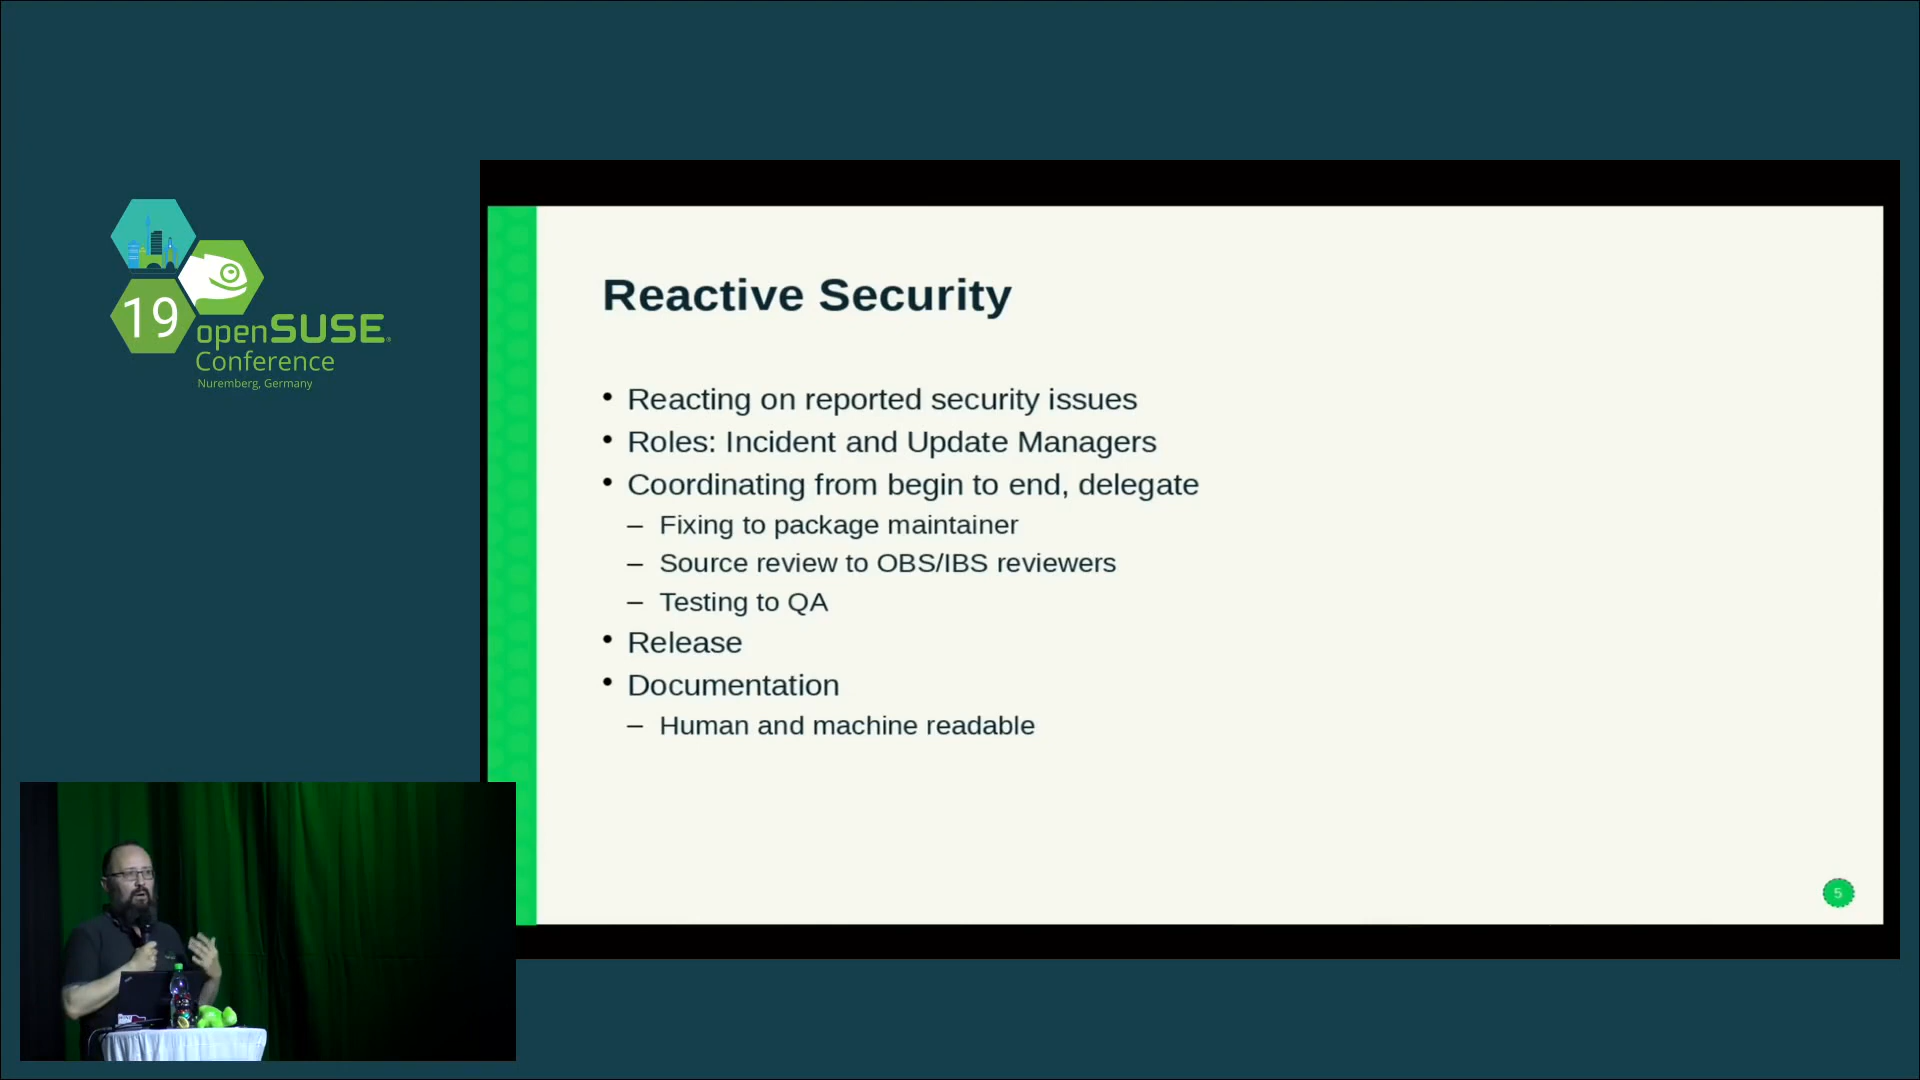 19
openSUSE
Conference
Nuremberg, Germany
Reactive Security
• Reacting on reported security issues
• Roles: Incident and Update Managers
• Coordinating from begin to end, delegate
– Fixing to package maintainer
– Source review to OBS/IBS reviewers
– Testing to QA
• Release
• Documentation
– Human and machine readable
5